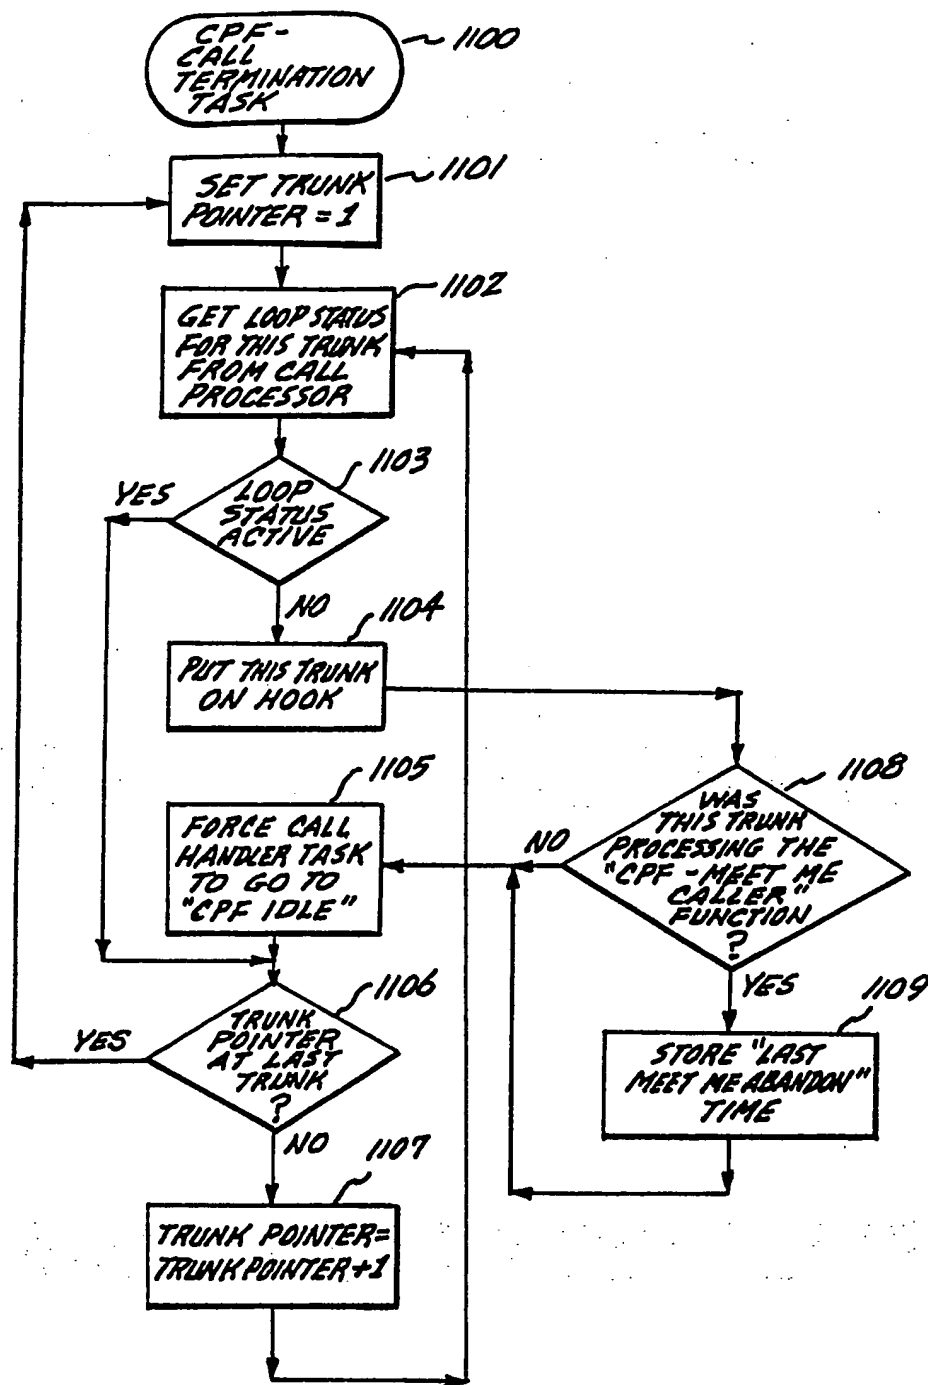 CPF-
CALL
TERMINATION
TASK
1100
SET TRUNK
POINTER = 1
1101
GET LOOP STATUS
FOR THIS TRUNK
FROM CALL
PROCESSOR
1102
LOOP
STATUS
ACTIVE
1103
YES
NO
PUT THIS TRUNK
ON HOOK
1104
WAS
THIS TRUNK
PROCESSING THE
"CPF - MEET ME
CALLER"
FUNCTION
?
1108
NO
YES
STORE "LAST
MEET ME ABANDON"
TIME
1109
FORCE CALL
HANDLER TASK
TO GO TO
"CPF IDLE"
1105
TRUNK
POINTER
AT LAST
TRUNK
?
1106
YES
NO
TRUNK POINTER=
TRUNK POINTER+1
1107